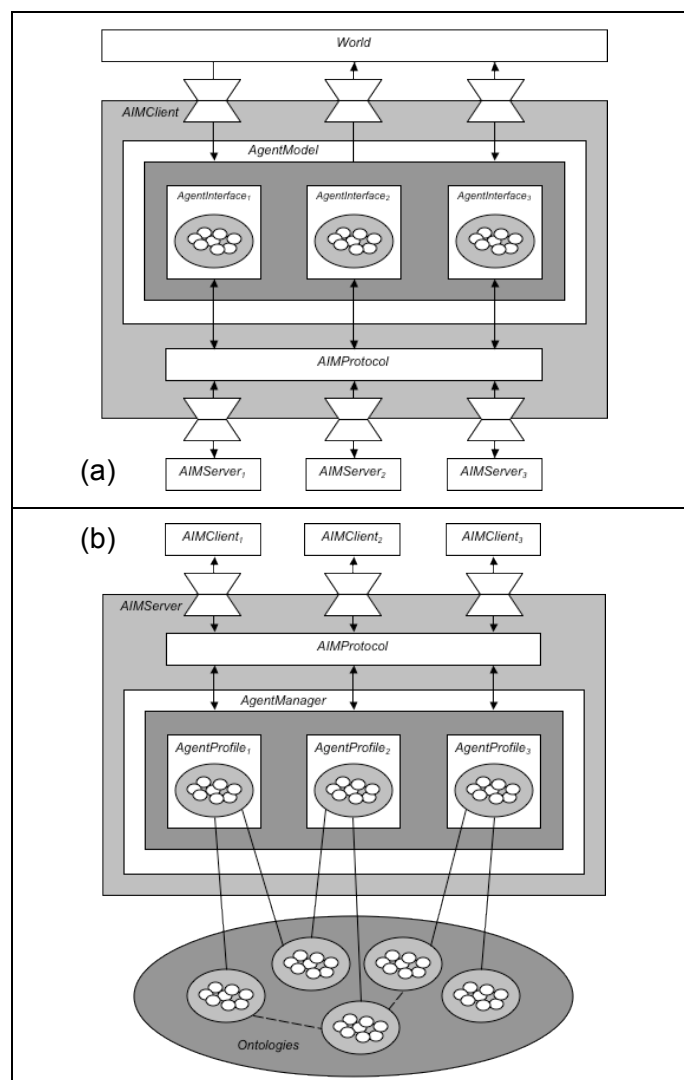 World
AIMClient
AgentModel
AgentInterface₁ AgentInterface₂ AgentInterface₃
AIMProtocol
(a) AIMServer₁ AIMServer₂ AIMServer₃
(b) AIMClient₁ AIMClient₂ AIMClient₃
AIMServer
AIMProtocol
AgentManager
AgentProfile₁ AgentProfile₂ AgentProfile₃
Ontologies